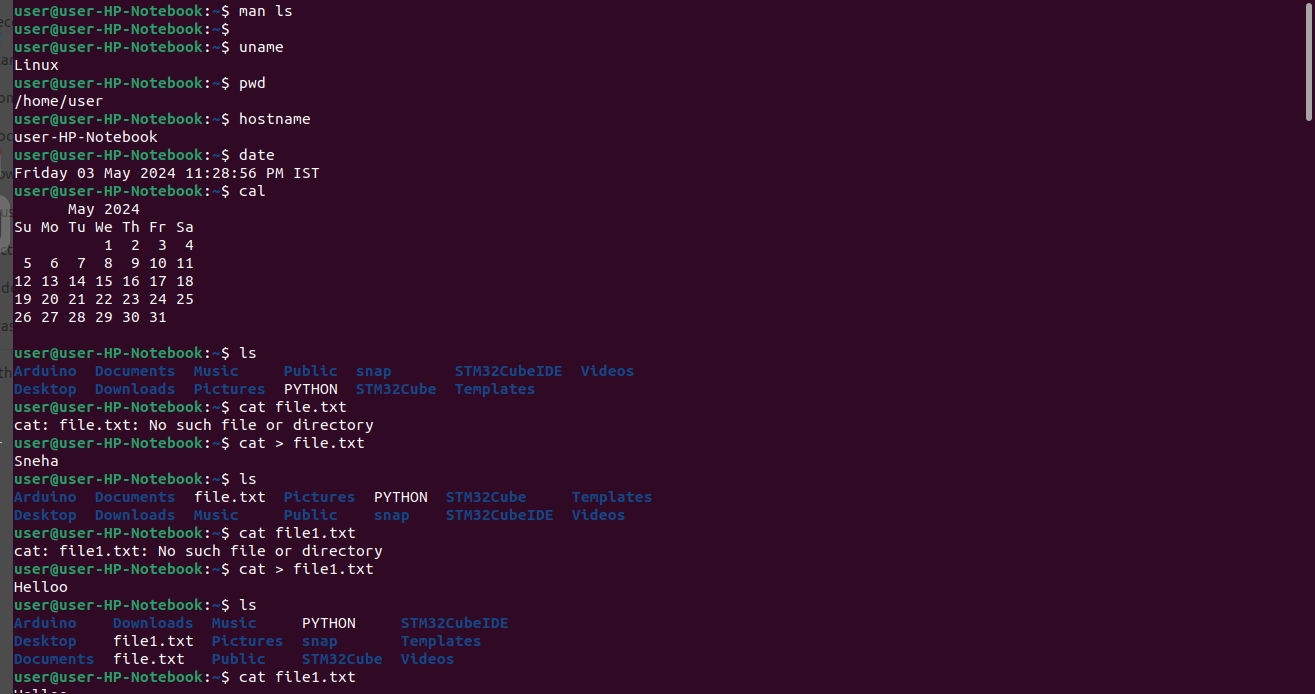 user@user-HP-Notebook:~$ man ls
user@user-HP-Notebook:~$
user@user-HP-Notebook:~$ uname
Linux
user@user-HP-Notebook:~$ pwd
/home/user
user@user-HP-Notebook:~$ hostname
user-HP-Notebook
user@user-HP-Notebook:~$ date
Friday 03 May 2024 11:28:56 PM IST
user@user-HP-Notebook:~$ cal
      May 2024
Su Mo Tu We Th Fr Sa
          1  2  3  4
 5  6  7  8  9 10 11
12 13 14 15 16 17 18
19 20 21 22 23 24 25
26 27 28 29 30 31
user@user-HP-Notebook:~$ ls
Arduino  Documents  Music     Public  snap       STM32CubeIDE  Videos
Desktop  Downloads  Pictures  PYTHON  STM32Cube  Templates
user@user-HP-Notebook:~$ cat file.txt
cat: file.txt: No such file or directory
user@user-HP-Notebook:~$ cat > file.txt
Sneha
user@user-HP-Notebook:~$ ls
Arduino  Documents  file.txt  Pictures  PYTHON  STM32Cube     Templates
Desktop  Downloads  Music     Public    snap    STM32CubeIDE  Videos
user@user-HP-Notebook:~$ cat file1.txt
cat: file1.txt: No such file or directory
user@user-HP-Notebook:~$ cat > file1.txt
Helloo
user@user-HP-Notebook:~$ ls
Arduino    Downloads  Music     PYTHON     STM32CubeIDE
Desktop    file1.txt  Pictures  snap       Templates
Documents  file.txt   Public    STM32Cube  Videos
user@user-HP-Notebook:~$ cat file1.txt